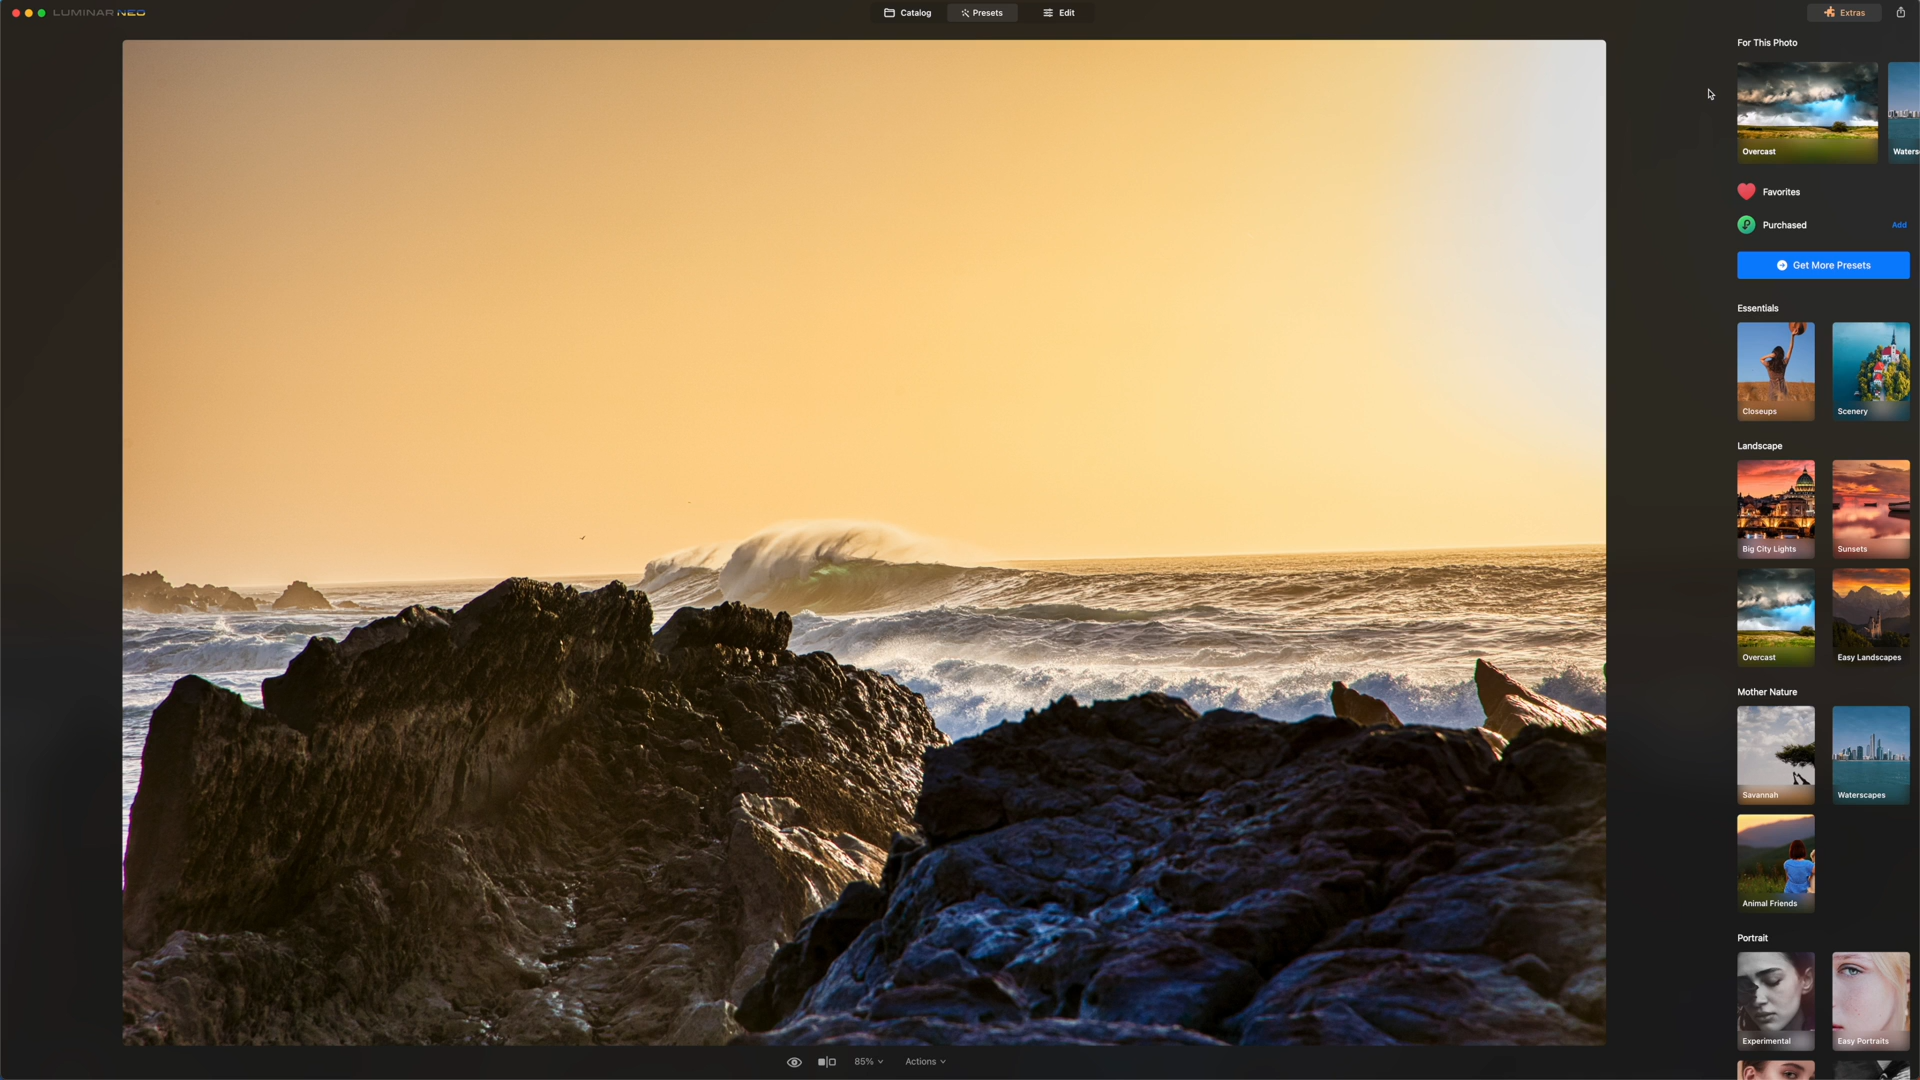 LUMINAR NEO
Catalog
Presets
Edit
Extras
For This Photo
Overcast
Waters
Favorites
Purchased
Add
Get More Presets
Essentials
Closeups
Scenery
Landscape
Big City Lights
Sunsets
Overcast
Easy Landscapes
Mother Nature
Savannah
Waterscapes
Animal Friends
Portrait
Experimental
Easy Portraits
85%
Actions